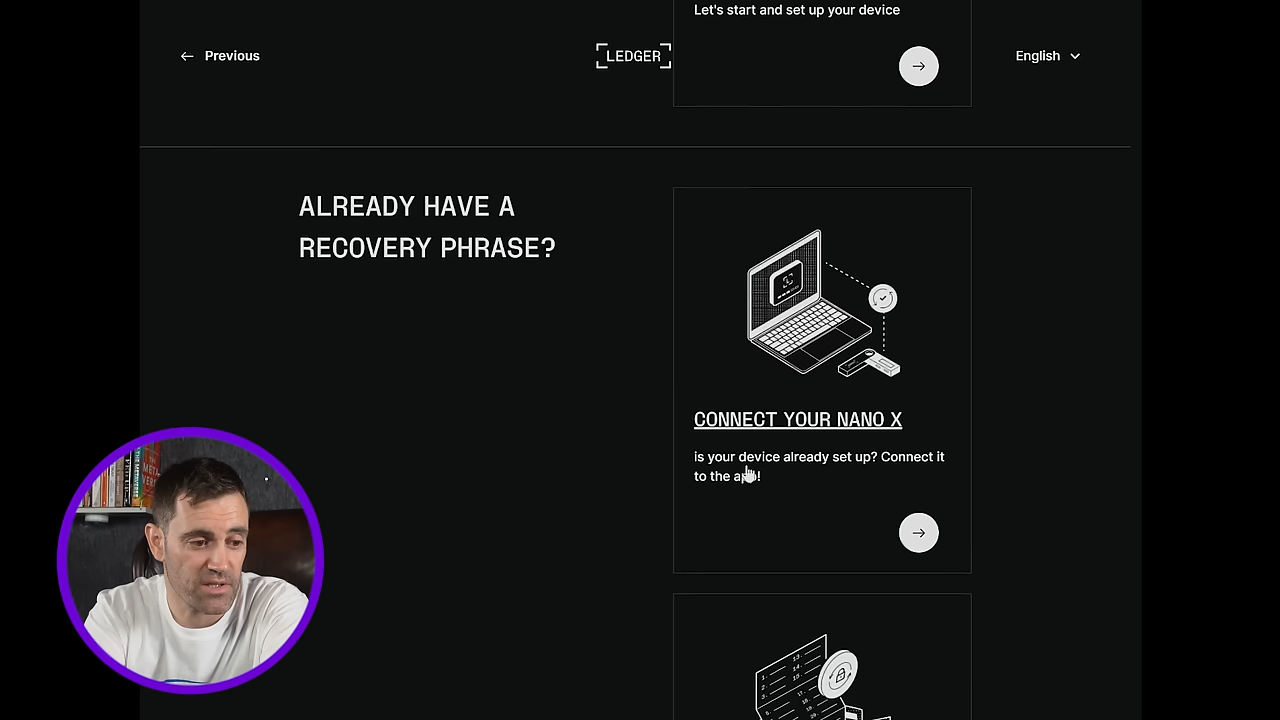 Let's start and set up your device
Previous
LEDGER
English
ALREADY HAVE A
RECOVERY PHRASE?
CONNECT YOUR NANO X
is your device already set up? Connect it
to the app!